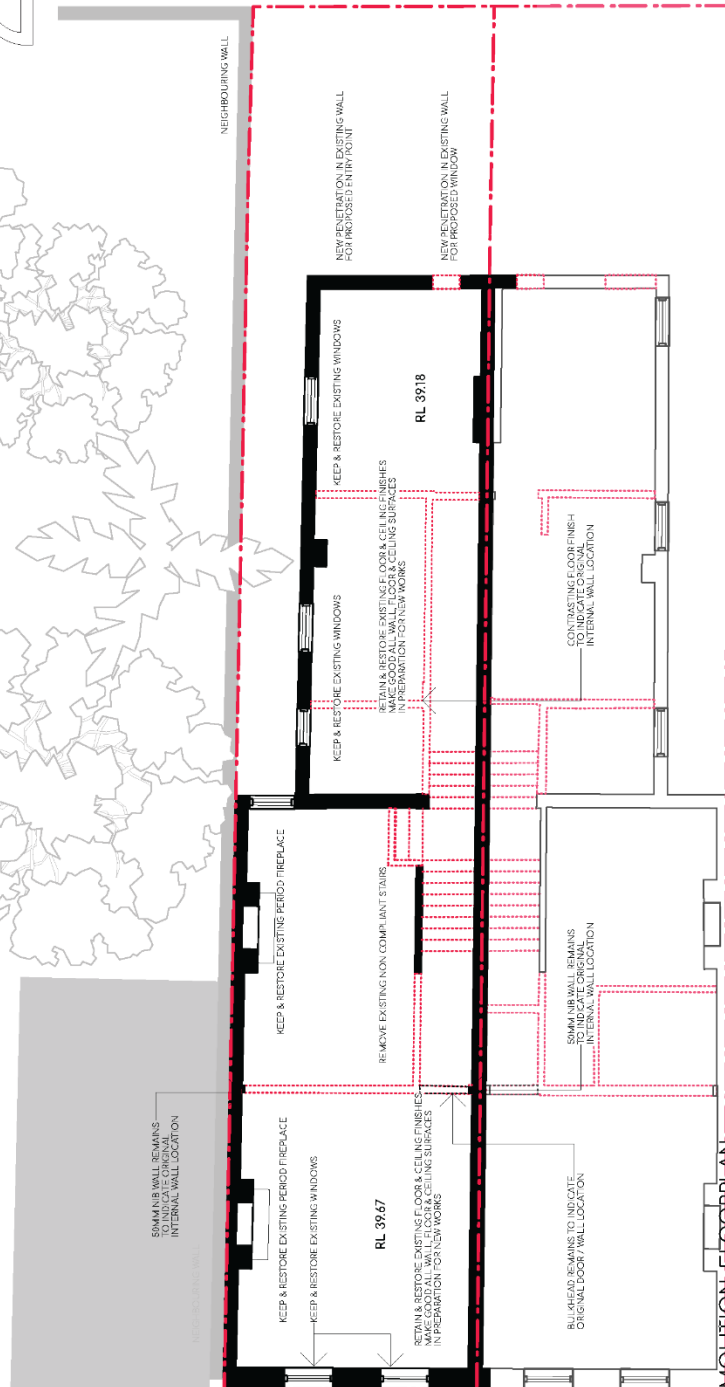 NEIGHBOURING WALL
NEW PENETRATION IN EXISTING WALL
FOR PROPOSED ENTRY POINT
NEW PENETRATION IN EXISTING WALL
FOR PROPOSED WINDOW
KEEP & RESTORE EXISTING WINDOWS
RL 39.18
RETAIN & RESTORE EXISTING FLOOR & CEILING FINISHES
MAKE GOOD ALL WALL, FLOOR & CEILING SURFACES
IN PREPARATION FOR NEW WORKS
KEEP & RESTORE EXISTING WINDOWS
CONTRASTING FLOOR FINISH
TO INDICATE ORIGINAL
INTERNAL WALL LOCATION
KEEP & RESTORE EXISTING PERIOD FIREPLACE
REMOVE EXISTING NON COMPLIANT STAIRS
50MM NIB WALL REMAINS
TO INDICATE ORIGINAL
INTERNAL WALL LOCATION
50MM NIB WALL REMAINS
TO INDICATE ORIGINAL
INTERNAL WALL LOCATION
NEIGHBOURING WALL
KEEP & RESTORE EXISTING PERIOD FIREPLACE
KEEP & RESTORE EXISTING WINDOWS
RL 39.67
RETAIN & RESTORE EXISTING FLOOR & CEILING FINISHES
MAKE GOOD ALL WALL, FLOOR & CEILING SURFACES
IN PREPARATION FOR NEW WORKS
BULKHEAD REMAINS TO INDICATE
ORIGINAL DOOR / WALL LOCATION